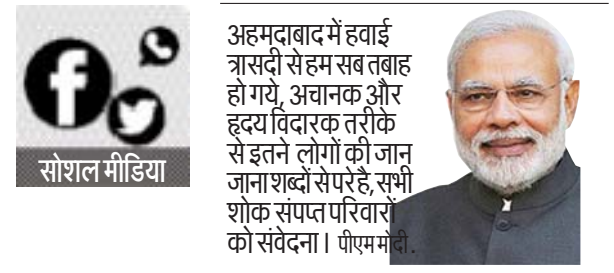 सोशल मीडिया
अहमदाबाद में हवाई
त्रासदी से हम सब तबाह
हो गये, अचानक और
हृदय विदारक तरीके
से इतने लोगों की जान
जाना शब्दों से परे है, सभी
शोक संपप्त परिवारों
को संवेदना। पीएम मोदी.